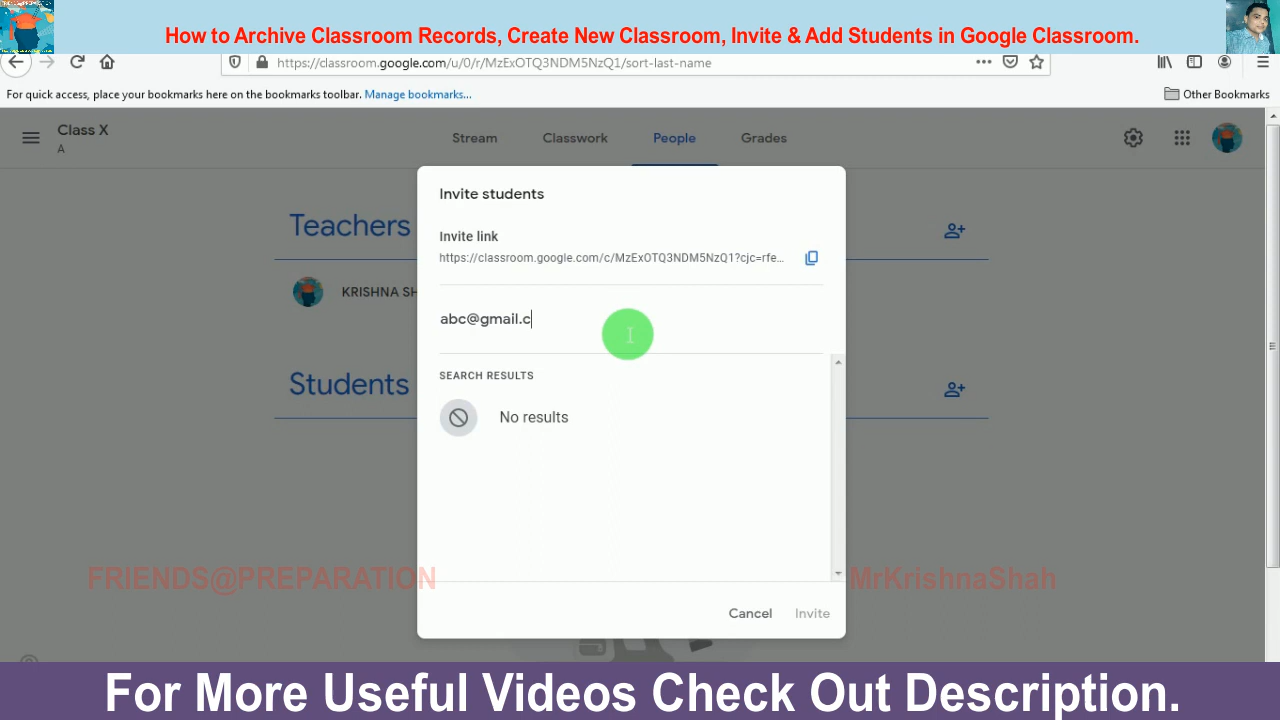 How to Archive Classroom Records, Create New Classroom, Invite & Add Students in Google Classroom.
https://classroom.google.com/u/0/r/MzExOTQ3NDM5NzQ1/sort-last-name
For quick access, place your bookmarks here on the bookmarks toolbar. Manage bookmarks...
Other Bookmarks
Class X
A
Stream
Classwork
People
Grades
Invite students
Teachers
Invite link
https://classroom.google.com/c/MzExOTQ3NDM5NzQ1?cjc=rfe...
KRISHNA SH
abc@gmail.c
Students
SEARCH RESULTS
No results
FRIENDS@PREPARATION
MrKrishnaShah
Cancel
Invite
For More Useful Videos Check Out Description.